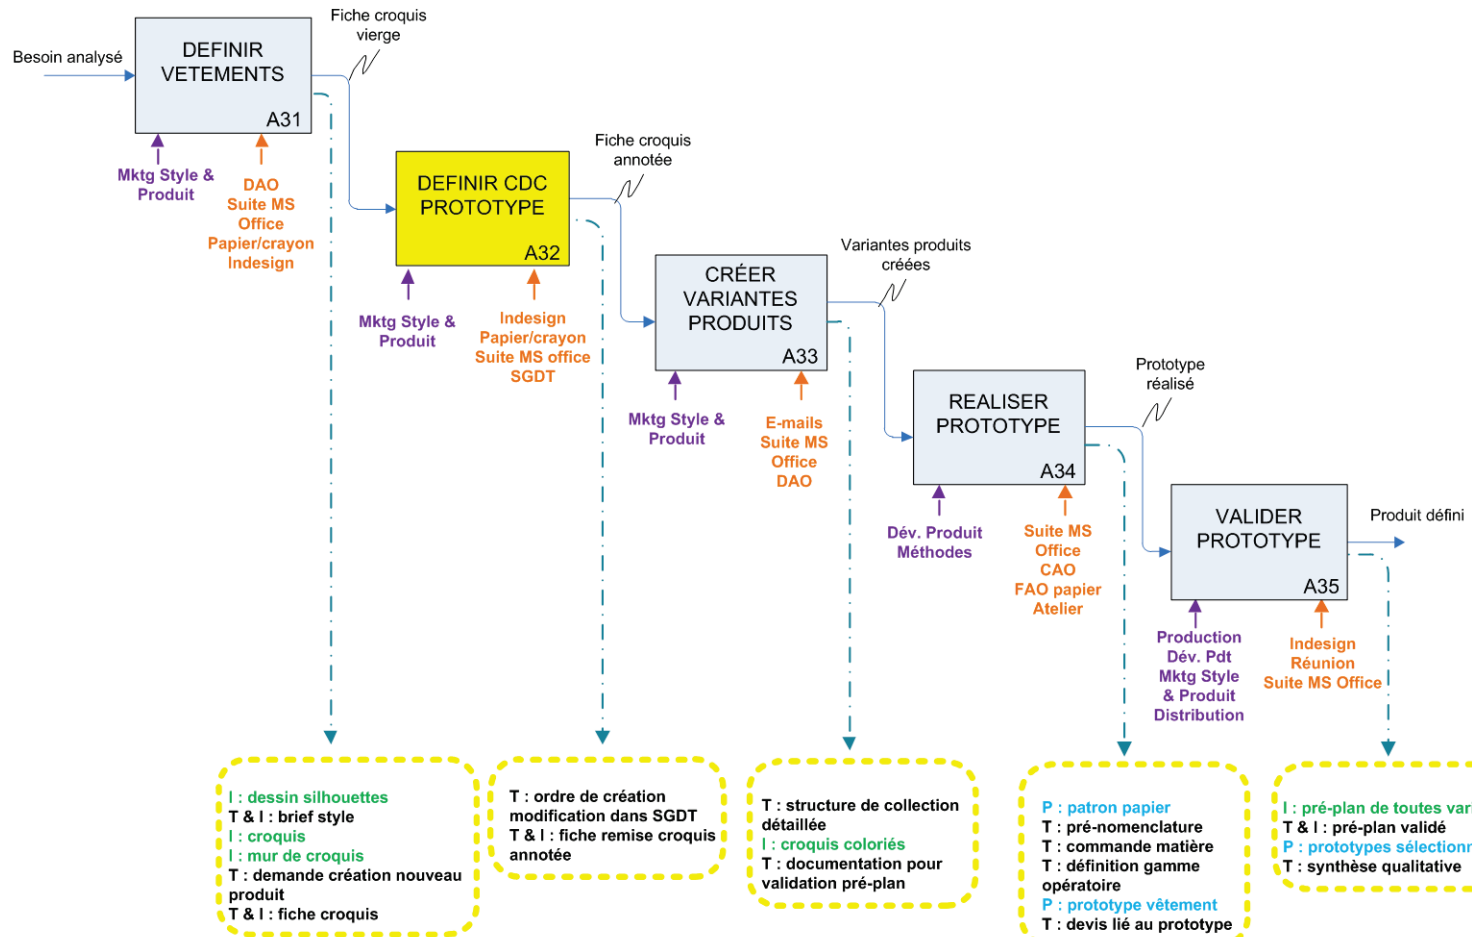 Besoin analysé
DEFINIR
VETEMENTS
A31
Fiche croquis
vierge
Mktg Style &
Produit
DAO
Suite MS
Office
Papier/crayon
Indesign
DEFINIR CDC
PROTOTYPE
A32
Fiche croquis
annotée
Mktg Style &
Produit
Indesign
Papier/crayon
Suite MS office
SGDT
CRÉER
VARIANTES
PRODUITS
A33
Variantes produits
créées
Mktg Style &
Produit
E-mails
Suite MS
Office
DAO
REALISER
PROTOTYPE
A34
Prototype
réalisé
Dév. Produit
Méthodes
Suite MS
Office
CAO
FAO papier
Atelier
VALIDER
PROTOTYPE
A35
Produit défini
Production
Dév. Pdt
Mktg Style
& Produit
Distribution
Indesign
Réunion
Suite MS Office
I : dessin silhouettes
T & I : brief style
I : croquis
I : mur de croquis
T : demande création nouveau
produit
T & I : fiche croquis
T : ordre de création
modification dans SGDT
T & I : fiche remise croquis
annotée
T : structure de collection
détaillée
I : croquis coloriés
T : documentation pour
validation pré-plan
P : patron papier
T : pré-nomenclature
T : commande matière
T : définition gamme
opératoire
P : prototype vêtement
T : devis lié au prototype
I : pré-plan de toutes vari
T & I : pré-plan validé
P : prototypes sélectionn
T : synthèse qualitative